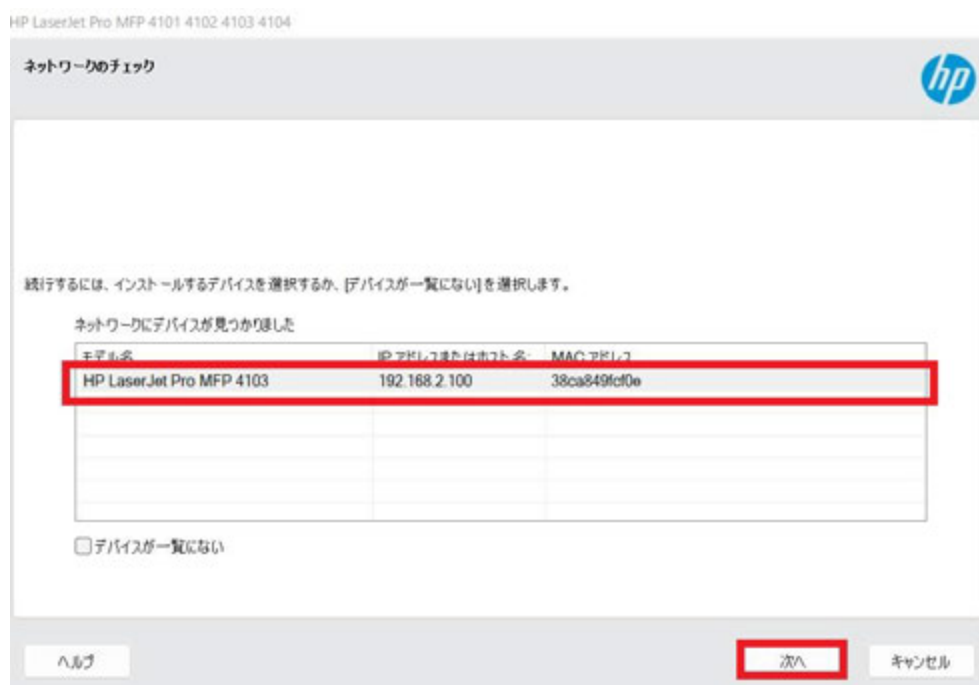 HP LaserJet Pro MFP 4101 4102 4103 4104
ネットワークのチェック
hp
続行するには、インストールするデバイスを選択するか、[デバイスが一覧にない]を選択します。
ネットワークにデバイスが見つかりました
モデル名 IP アドレスまたはホスト名: MAC アドレス
HP LaserJet Pro MFP 4103 192.168.2.100 38ca849fcf0e
デバイスが一覧にない
ヘルプ 次へ キャンセル